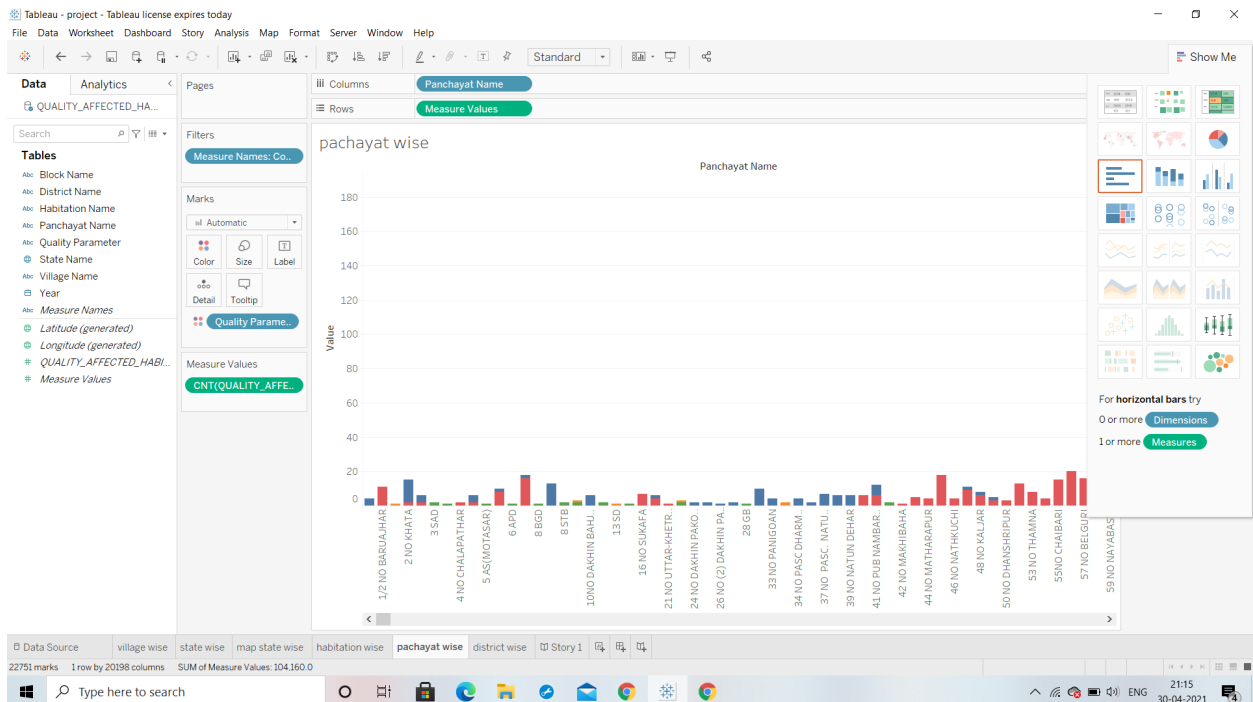 Tableau - project - Tableau license expires today
File Data Worksheet Dashboard Story Analysis Map Format Server Window Help
Standard
Show Me
Data Analytics
QUALITY_AFFECTED_HA...
Search
Tables
Abc Block Name
Abc District Name
Abc Habitation Name
Abc Panchayat Name
Abc Quality Parameter
State Name
Abc Village Name
Year
Abc Measure Names
Latitude (generated)
Longitude (generated)
# QUALITY_AFFECTED_HABI...
# Measure Values
Pages
Filters
Measure Names: Co..
Marks
Automatic
Color Size Label
Detail Tooltip
Quality Parame..
Measure Values
CNT(QUALITY_AFFE..
Columns Panchayat Name
Rows Measure Values
pachayat wise
Panchayat Name
Value
180
160
140
120
100
80
60
40
20
0
1/2 NO BARUAJHAR
2 NO KHATA
3 SAD
4 NO CHALAPATHAR
5 AS(MOTASAR)
6 APD
8 BGD
8 STB
10NO DAKHIN BAHJ..
13 SD
16 NO SUKAFA
21 NO UTTAR-KHETR..
24 NO DAKHIN PAKO..
26 NO (2) DAKHIN PA..
28 GB
33 NO PANIGOAN
34 NO PASC DHARM..
37 NO PASC. NATU..
39 NO NATUN DEHAR
41 NO PUB NAMBAR..
42 NO MAKHIBAHA
44 NO MATHARAPUR
46 NO NATHKUCHI
48 NO KALJAR
50 NO DHANSHRIPUR
53 NO THAMNA
55NO CHAIBARI
57 NO BELGURI
59 NO NAYABAS
For horizontal bars try
0 or more Dimensions
1 or more Measures
Data Source village wise state wise map state wise habitation wise pachayat wise district wise Story 1
22751 marks 1 row by 20198 columns SUM of Measure Values: 104,160.0
Type here to search
ENG
21:15
30-04-2021
4